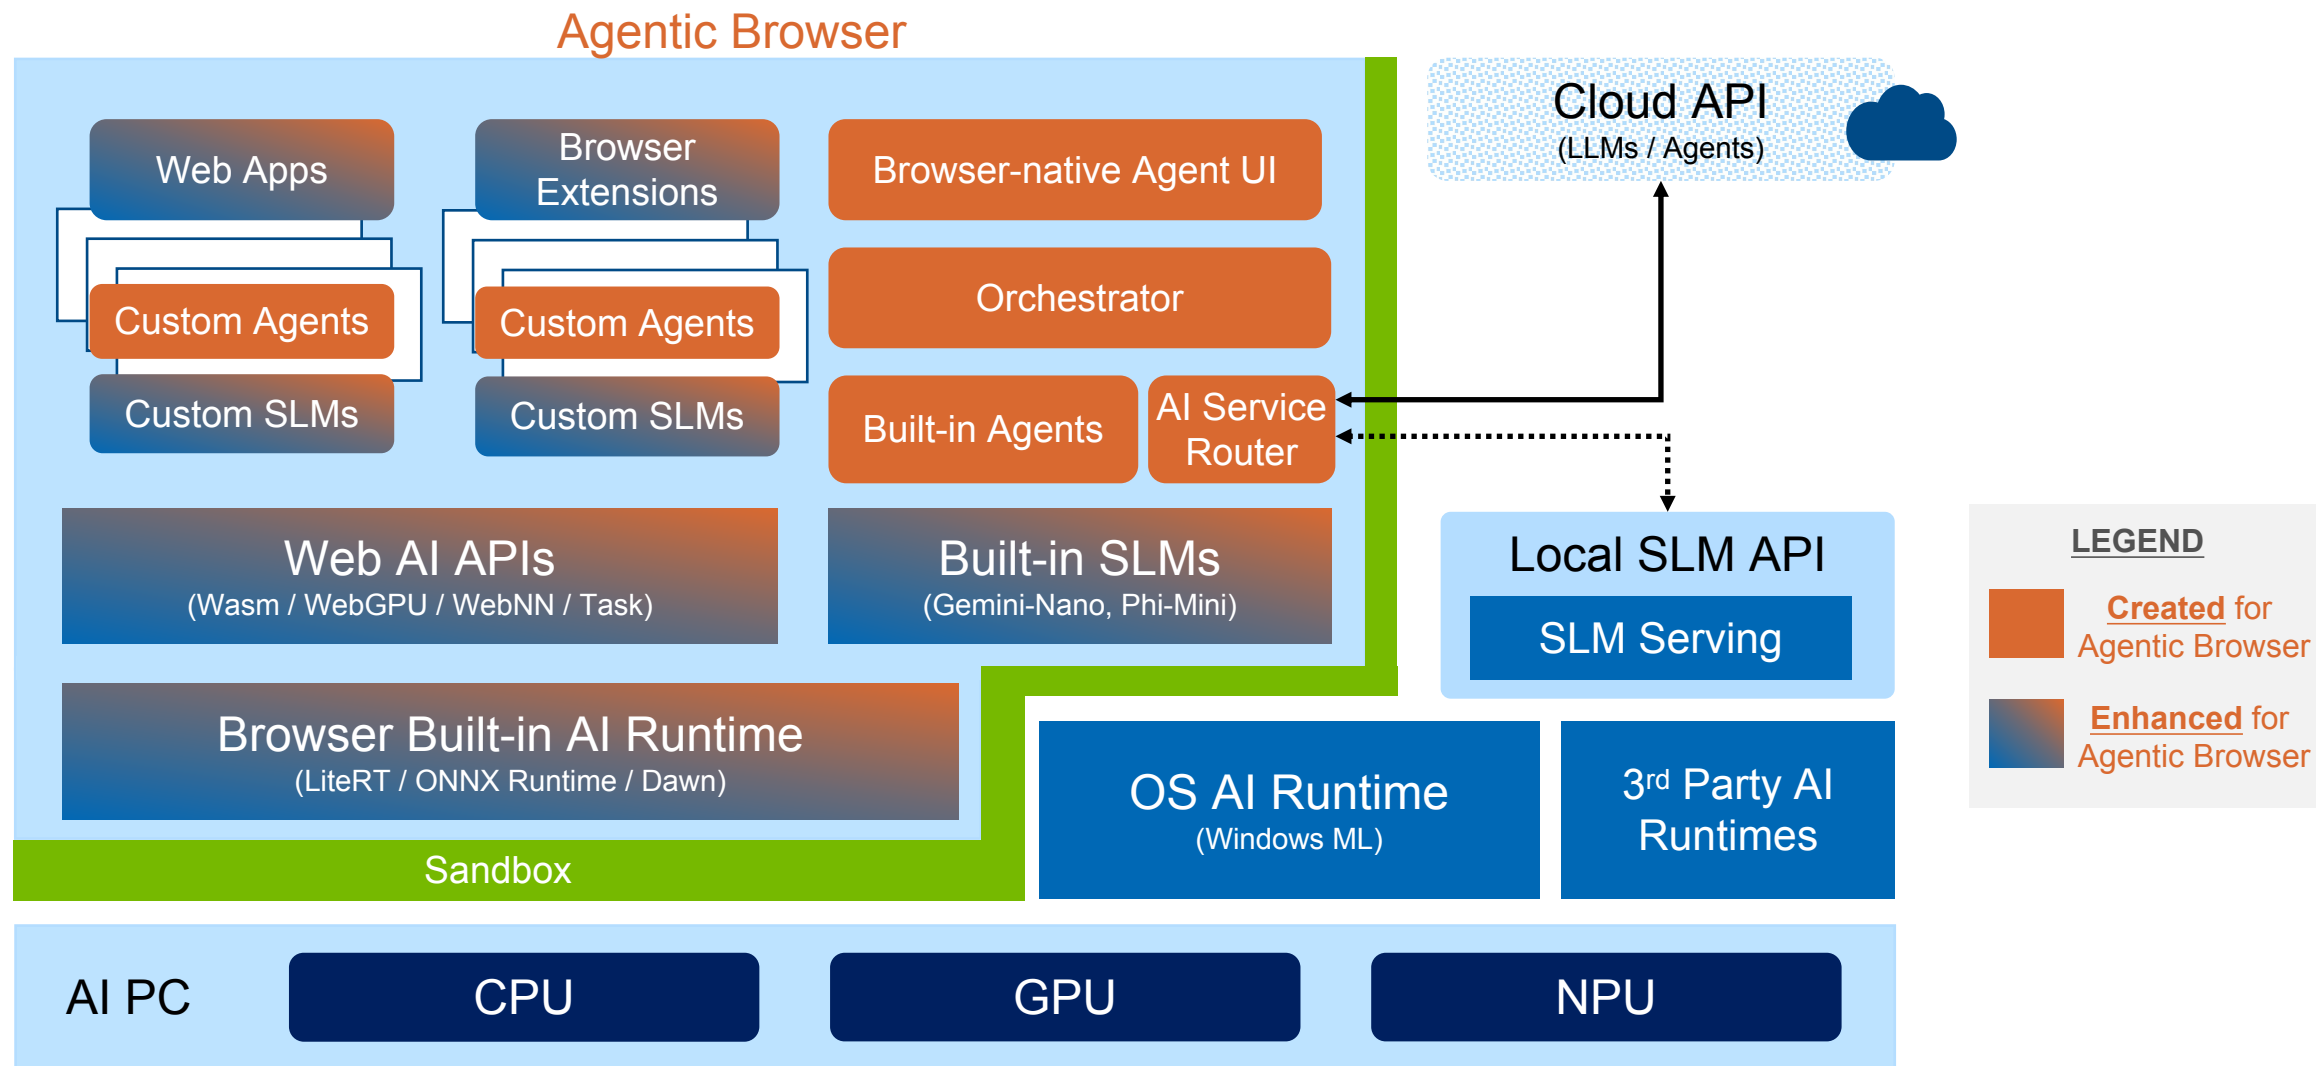 Agentic Browser
Web Apps
Custom Agents
Custom SLMs
Browser
Extensions
Custom Agents
Custom SLMs
Browser-native Agent UI
Orchestrator
Built-in Agents
AI Service
Router
Web AI APIs
(Wasm / WebGPU / WebNN / Task)
Built-in SLMs
(Gemini-Nano, Phi-Mini)
Browser Built-in AI Runtime
(LiteRT / ONNX Runtime / Dawn)
Sandbox
Cloud API
(LLMs / Agents)
Local SLM API
SLM Serving
OS AI Runtime
(Windows ML)
3rd Party AI
Runtimes
LEGEND
Created for
Agentic Browser
Enhanced for
Agentic Browser
AI PC
CPU
GPU
NPU